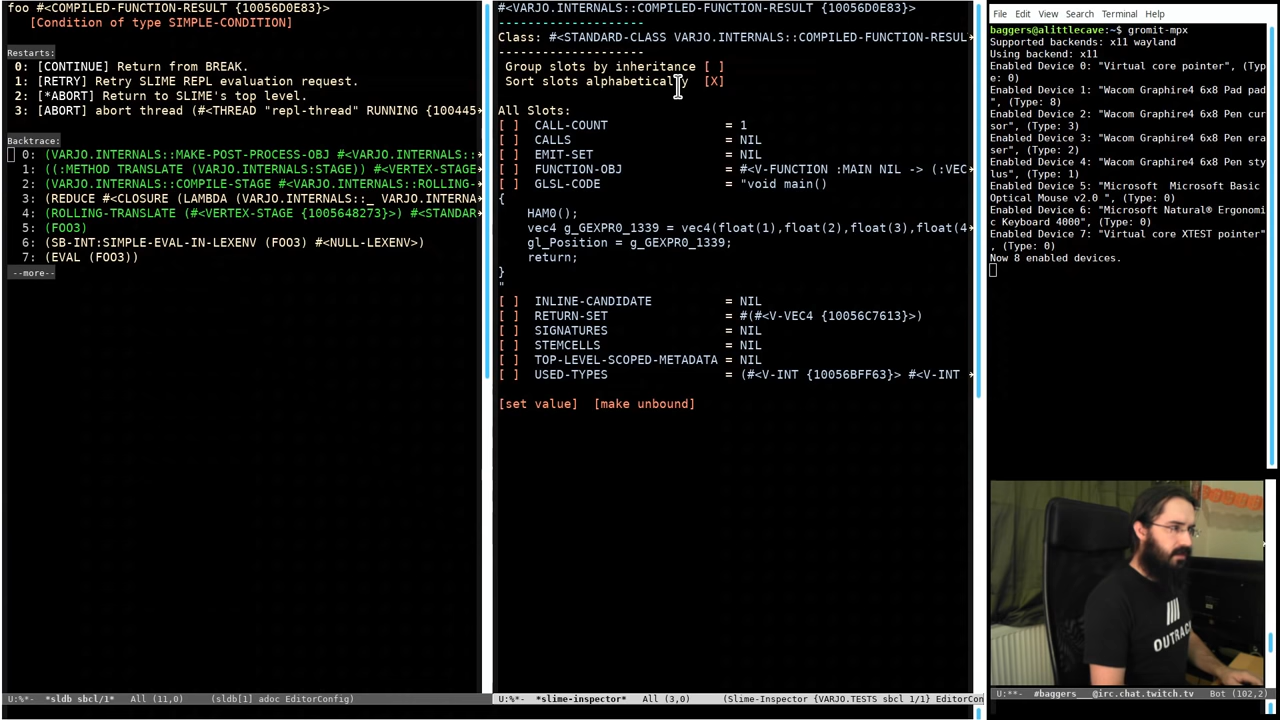 foo #<COMPILED-FUNCTION-RESULT {10056D0E83}>
[Condition of type SIMPLE-CONDITION]
Restarts:
0: [CONTINUE] Return from BREAK.
1: [RETRY] Retry SLIME REPL evaluation request.
2: [*ABORT] Return to SLIME's top level.
3: [ABORT] abort thread (#<THREAD "repl-thread" RUNNING {100445
Backtrace:
0: (VARJO.INTERNALS::MAKE-POST-PROCESS-OBJ #<VARJO.INTERNALS::
1: ((:METHOD TRANSLATE (VARJO.INTERNALS:STAGE)) #<VERTEX-STAGE
2: (VARJO.INTERNALS::COMPILE-STAGE #<VARJO.INTERNALS::ROLLING-
3: (REDUCE #<CLOSURE (LAMBDA (VARJO.INTERNALS::_ VARJO.INTERNA
4: (ROLLING-TRANSLATE (#<VERTEX-STAGE {1005648273}>) #<STANDAR
5: (FOO3)
6: (SB-INT:SIMPLE-EVAL-IN-LEXENV (FOO3) #<NULL-LEXENV>)
7: (EVAL (FOO3))
--more--
U:%*- *sldb sbcl/1* All (11,0) (sldb[1] adoc EditorConfig)
#<VARJO.INTERNALS::COMPILED-FUNCTION-RESULT {10056D0E83}>
--------------------
Class: #<STANDARD-CLASS VARJO.INTERNALS::COMPILED-FUNCTION-RESUL
--------------------
Group slots by inheritance [ ]
Sort slots alphabetically [X]
All Slots:
[ ] CALL-COUNT = 1
[ ] CALLS = NIL
[ ] EMIT-SET = NIL
[ ] FUNCTION-OBJ = #<V-FUNCTION :MAIN NIL -> (:VEC
[ ] GLSL-CODE = "void main()
{
HAM0();
vec4 g_GEXPR0_1339 = vec4(float(1),float(2),float(3),float(4
gl_Position = g_GEXPR0_1339;
return;
}
"
[ ] INLINE-CANDIDATE = NIL
[ ] RETURN-SET = #(#<V-VEC4 {10056C7613}>)
[ ] SIGNATURES = NIL
[ ] STEMCELLS = NIL
[ ] TOP-LEVEL-SCOPED-METADATA = NIL
[ ] USED-TYPES = (#<V-INT {10056BFF63}> #<V-INT
[set value] [make unbound]
U:%*- *slime-inspector* All (3,0) (Slime-Inspector {VARJO.TESTS sbcl 1/1} EditorCon
File Edit View Search Terminal Help
baggers@alittlecave:~$ gromit-mpx
Supported backends: x11 wayland
Using backend: x11
Enabled Device 0: "Virtual core pointer", (Typ
e: 0)
Enabled Device 1: "Wacom Graphire4 6x8 Pad pad
", (Type: 8)
Enabled Device 2: "Wacom Graphire4 6x8 Pen cur
sor", (Type: 3)
Enabled Device 3: "Wacom Graphire4 6x8 Pen era
ser", (Type: 2)
Enabled Device 4: "Wacom Graphire4 6x8 Pen sty
lus", (Type: 1)
Enabled Device 5: "Microsoft  Microsoft Basic
Optical Mouse v2.0 ", (Type: 0)
Enabled Device 6: "Microsoft Natural® Ergonomi
c Keyboard 4000", (Type: 0)
Enabled Device 7: "Virtual core XTEST pointer"
, (Type: 0)
Now 8 enabled devices.
OUTRAC
U:**- #baggers___@irc.chat.twitch.tv Bot (102,2)